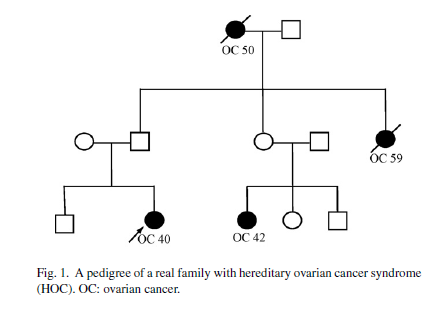 OC 50
OC 59
OC 40
OC 42
Fig. 1. A pedigree of a real family with hereditary ovarian cancer syndrome
(HOC). OC: ovarian cancer.